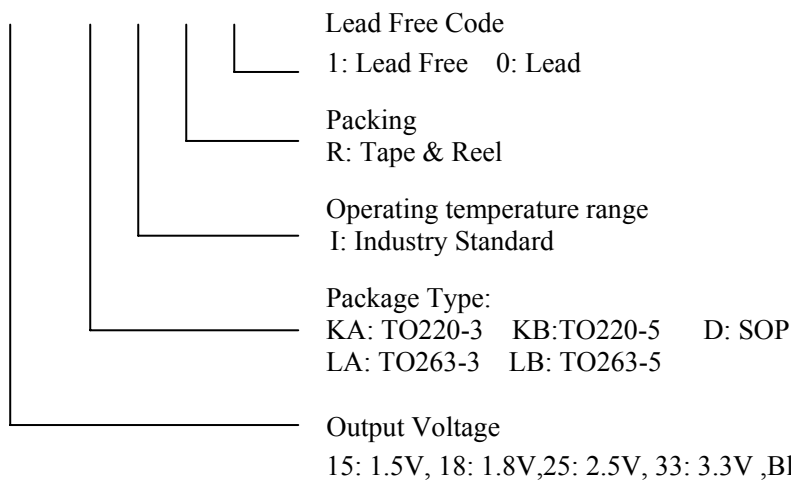 Lead Free Code
1: Lead Free 0: Lead
Packing
R: Tape & Reel
Operating temperature range
I: Industry Standard
Package Type:
KA: TO220-3 KB:TO220-5 D: SOP
LA: TO263-3 LB: TO263-5
Output Voltage
15: 1.5V, 18: 1.8V,25: 2.5V, 33: 3.3V